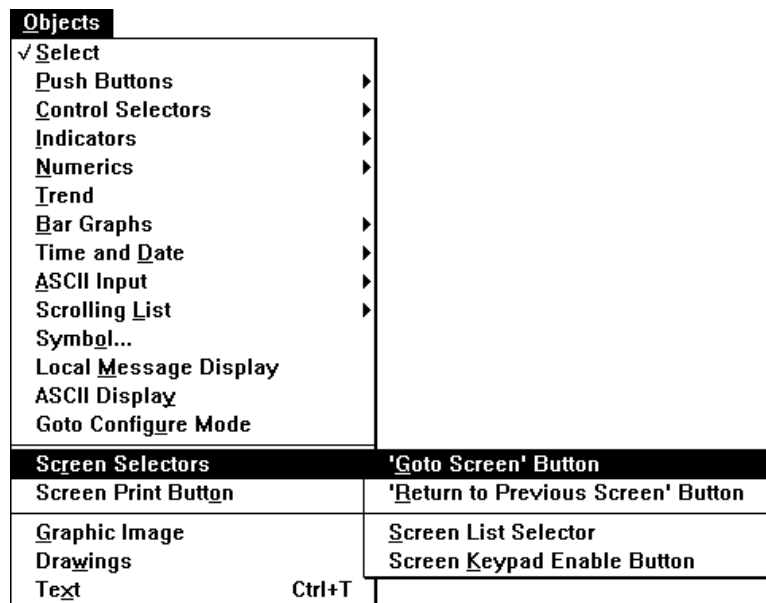 Objects
√ Select
Push Buttons
Control Selectors
Indicators
Numerics
Trend
Bar Graphs
Time and Date
ASCII Input
Scrolling List
Symbol...
Local Message Display
ASCII Display
Goto Configure Mode
Screen Selectors
Screen Print Button
Graphic Image
Drawings
Text Ctrl+T
'Goto Screen' Button
'Return to Previous Screen' Button
Screen List Selector
Screen Keypad Enable Button